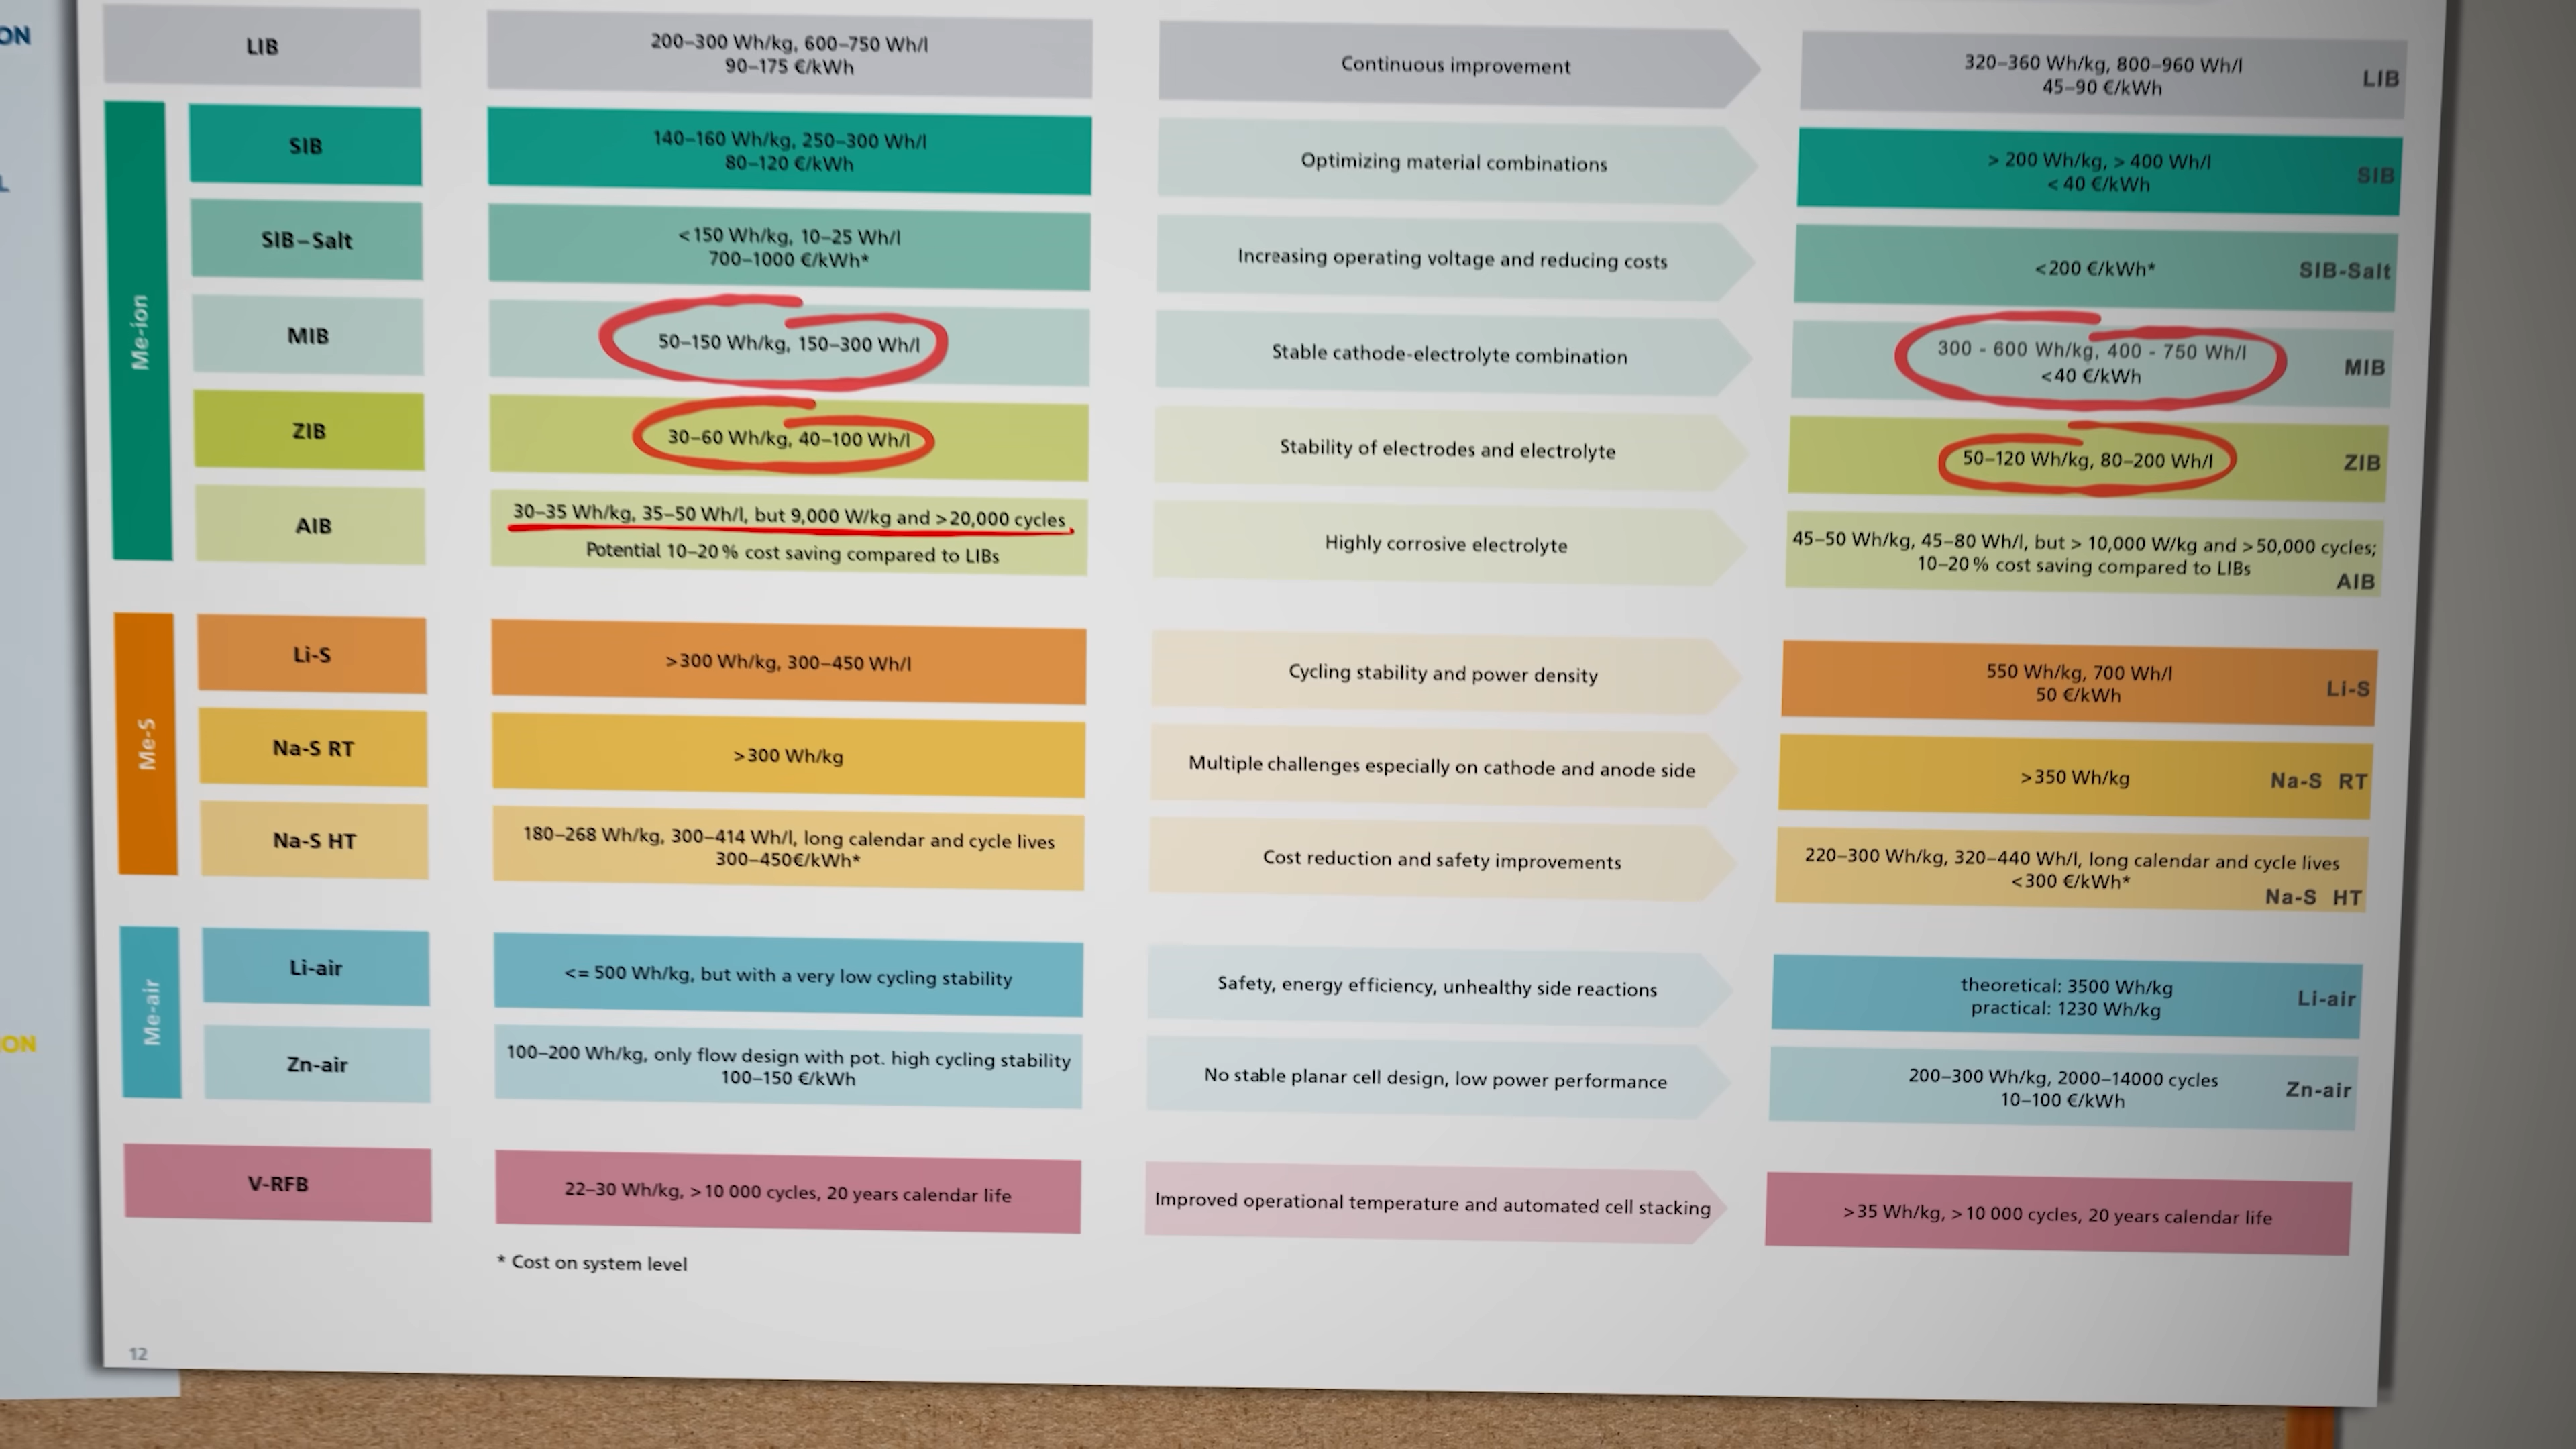 ON
L
ON
LIB
200–300 Wh/kg, 600–750 Wh/l
90–175 €/kWh
Continuous improvement
320–360 Wh/kg, 800–960 Wh/l
45–90 €/kWh
LIB
Me-ion
SIB
140–160 Wh/kg, 250–300 Wh/l
80–120 €/kWh
Optimizing material combinations
> 200 Wh/kg, > 400 Wh/l
< 40 €/kWh
SIB
SIB–Salt
<150 Wh/kg, 10–25 Wh/l
700–1000 €/kWh*
Increasing operating voltage and reducing costs
<200 €/kWh*
SIB-Salt
MIB
50–150 Wh/kg, 150–300 Wh/l
Stable cathode-electrolyte combination
300 - 600 Wh/kg, 400 - 750 Wh/l
<40 €/kWh
MIB
ZIB
30–60 Wh/kg, 40–100 Wh/l
Stability of electrodes and electrolyte
50–120 Wh/kg, 80–200 Wh/l
ZIB
AIB
30–35 Wh/kg, 35–50 Wh/l, but 9,000 W/kg and >20,000 cycles
Potential 10–20% cost saving compared to LIBs
Highly corrosive electrolyte
45–50 Wh/kg, 45–80 Wh/l, but > 10,000 W/kg and >50,000 cycles;
10–20% cost saving compared to LIBs
AIB
Me-S
Li-S
>300 Wh/kg, 300–450 Wh/l
Cycling stability and power density
550 Wh/kg, 700 Wh/l
50 €/kWh
Li-S
Na-S RT
>300 Wh/kg
Multiple challenges especially on cathode and anode side
>350 Wh/kg
Na-S RT
Na-S HT
180–268 Wh/kg, 300–414 Wh/l, long calendar and cycle lives
300–450€/kWh*
Cost reduction and safety improvements
220–300 Wh/kg, 320–440 Wh/l, long calendar and cycle lives
<300 €/kWh*
Na-S HT
Me-air
Li-air
<= 500 Wh/kg, but with a very low cycling stability
Safety, energy efficiency, unhealthy side reactions
theoretical: 3500 Wh/kg
practical: 1230 Wh/kg
Li-air
Zn-air
100–200 Wh/kg, only flow design with pot. high cycling stability
100–150 €/kWh
No stable planar cell design, low power performance
200–300 Wh/kg, 2000–14000 cycles
10–100 €/kWh
Zn-air
V-RFB
22–30 Wh/kg, >10 000 cycles, 20 years calendar life
Improved operational temperature and automated cell stacking
>35 Wh/kg, >10 000 cycles, 20 years calendar life
* Cost on system level
12